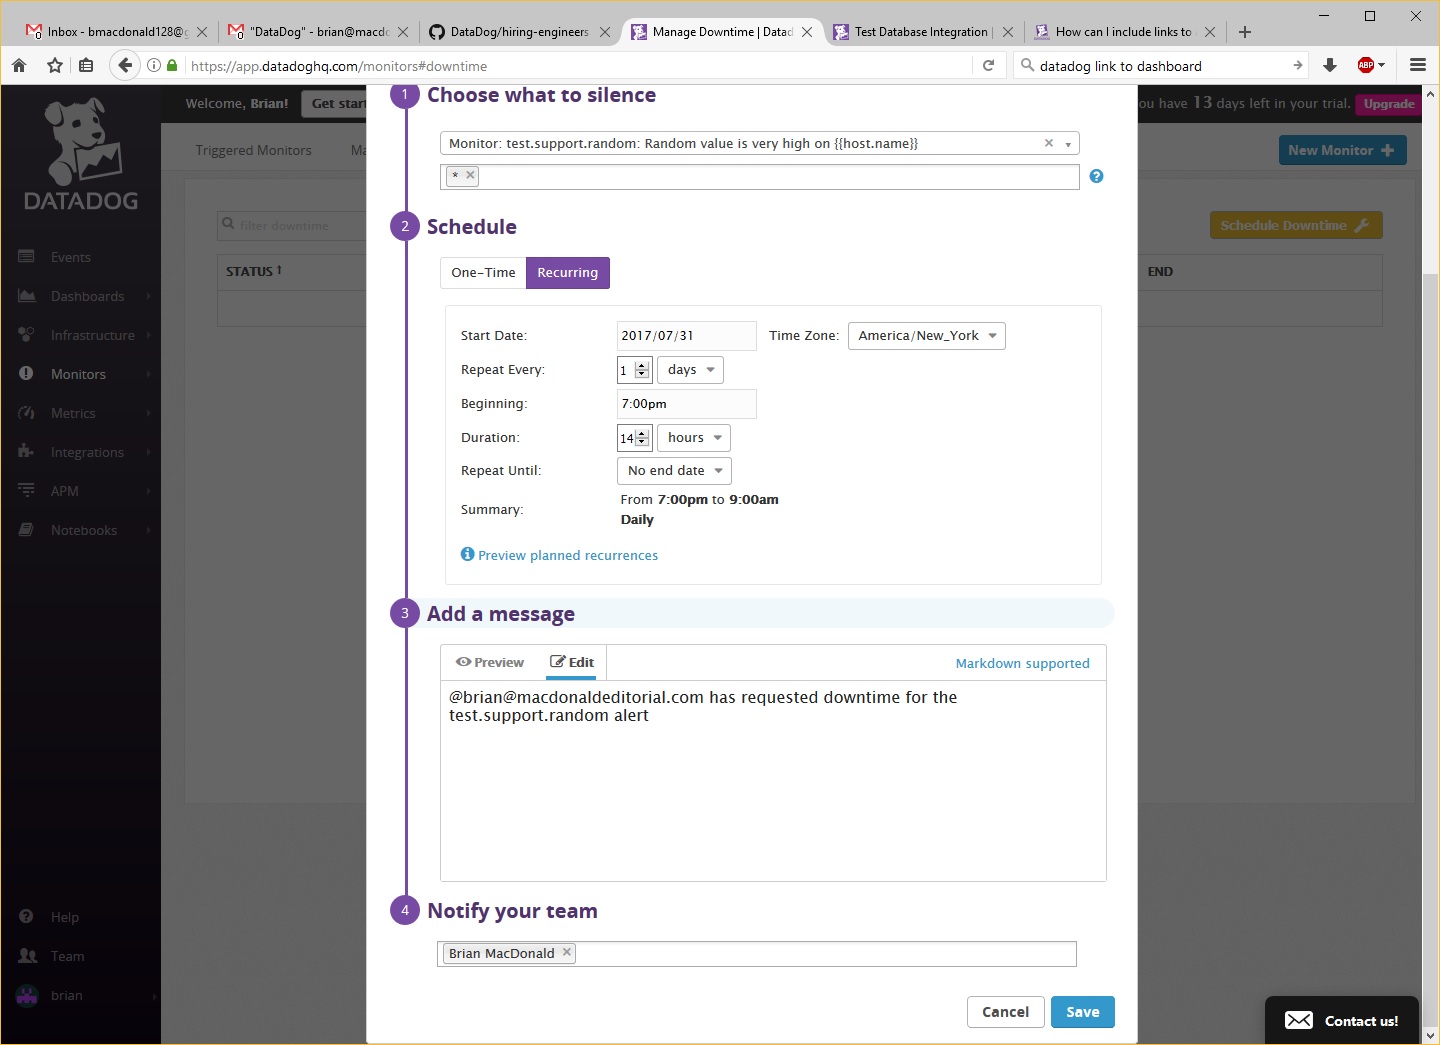 Inbox - bmacdonald128@g
"DataDog" - brian@macdo
DataDog/hiring-engineers
Manage Downtime | Datad
Test Database Integration |
How can I include links to
https://app.datadoghq.com/monitors#downtime
datadog link to dashboard
ABP
DATADOG
Events
Dashboards
Infrastructure
Monitors
Metrics
Integrations
APM
Notebooks
Help
Team
brian
Welcome, Brian!
Get start
ou have 13 days left in your trial.
Upgrade
Triggered Monitors
Ma
New Monitor +
filter downtime
Schedule Downtime
STATUS
END
1 Choose what to silence
Monitor: test.support.random: Random value is very high on {{host.name}}
*
2 Schedule
One-Time Recurring
Start Date: 2017/07/31 Time Zone: America/New_York
Repeat Every: 1 days
Beginning: 7:00pm
Duration: 14 hours
Repeat Until: No end date
Summary: From 7:00pm to 9:00am
Daily
Preview planned recurrences
3 Add a message
Preview Edit Markdown supported
@brian@macdonaldeditorial.com has requested downtime for the
test.support.random alert
4 Notify your team
Brian MacDonald
Cancel Save
Contact us!